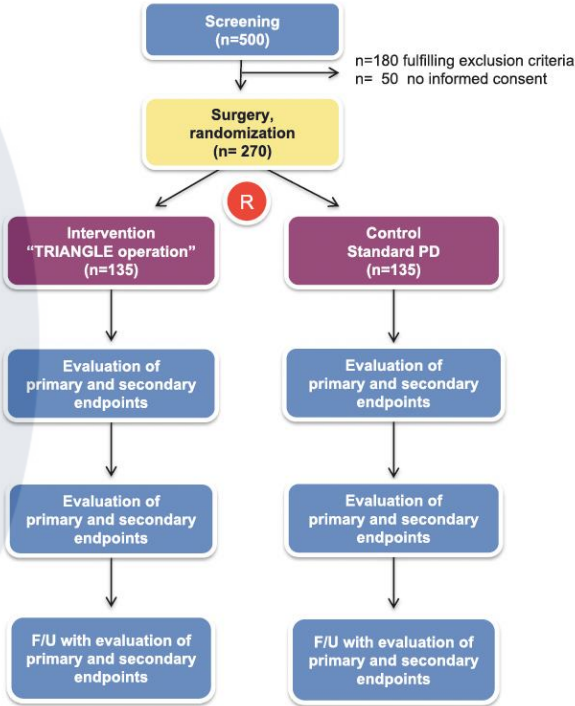 Screening
(n=500)
n=180 fulfilling exclusion criteria
n= 50 no informed consent
Surgery,
randomization
(n= 270)
R
Intervention
“TRIANGLE operation”
(n=135)
Control
Standard PD
(n=135)
Evaluation of
primary and secondary
endpoints
Evaluation of
primary and secondary
endpoints
Evaluation of
primary and secondary
endpoints
Evaluation of
primary and secondary
endpoints
F/U with evaluation of
primary and secondary
endpoints
F/U with evaluation of
primary and secondary
endpoints